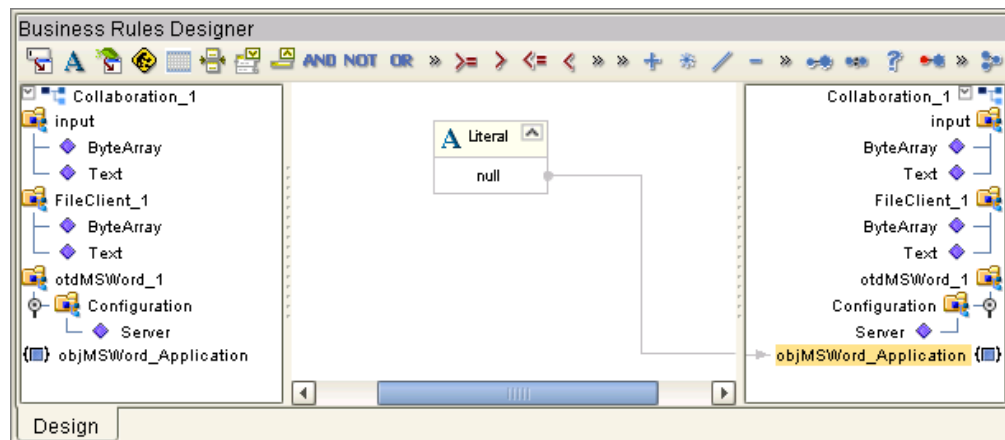 Business Rules Designer
A AND NOT OR » >= > <= < » » + / - » ? »
Collaboration_1
input
ByteArray
Text
FileClient_1
ByteArray
Text
otdMSWord_1
Configuration
Server
objMSWord_Application
A Literal
null
Collaboration_1
input
ByteArray
Text
FileClient_1
ByteArray
Text
otdMSWord_1
Configuration
Server
objMSWord_Application
Design